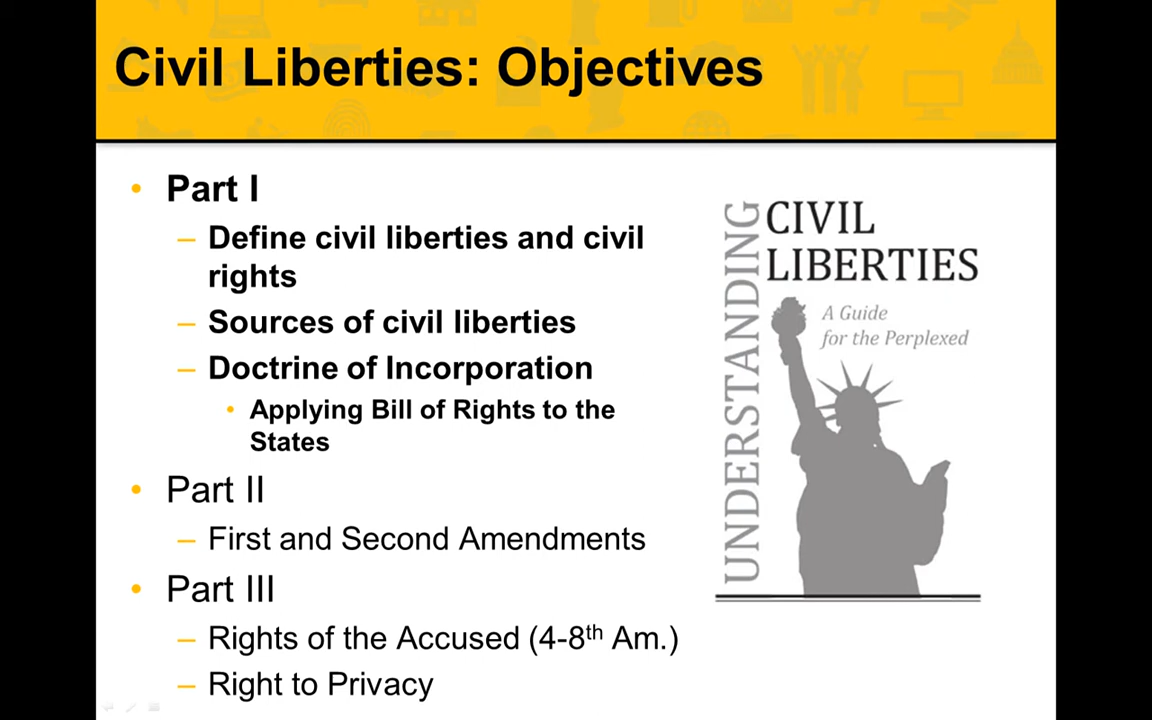 Civil Liberties: Objectives
• Part I
– Define civil liberties and civil
rights
– Sources of civil liberties
– Doctrine of Incorporation
• Applying Bill of Rights to the
States
• Part II
– First and Second Amendments
• Part III
– Rights of the Accused (4-8th Am.)
– Right to Privacy
UNDERSTANDING
CIVIL
LIBERTIES
A Guide
for the Perplexed